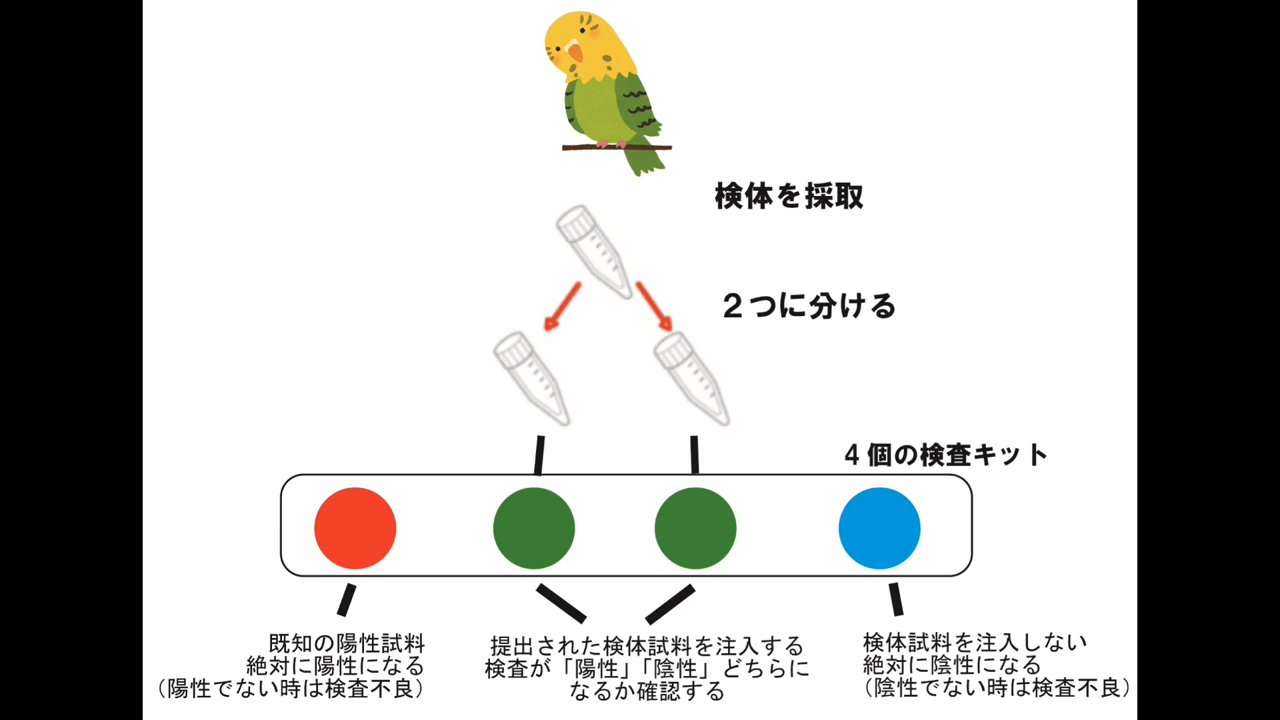 検体を採取
２つに分ける
４個の検査キット
既知の陽性試料
絶対に陽性になる
（陽性でない時は検査不良）
提出された検体試料を注入する
検査が「陽性」「陰性」どちらに
なるか確認する
検体試料を注入しない
絶対に陰性になる
（陰性でない時は検査不良）